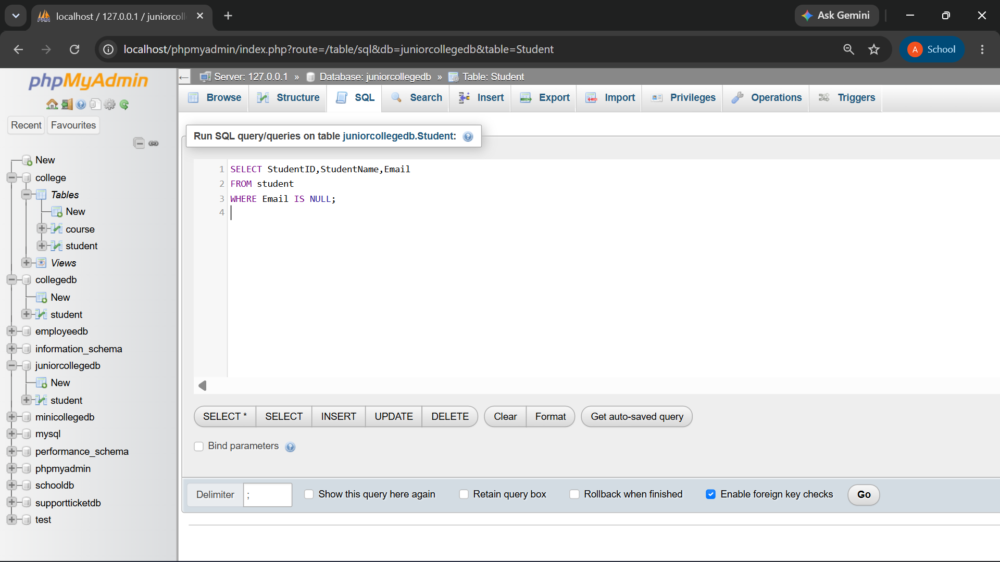 localhost / 127.0.0.1 / juniorcoll
Ask Gemini
localhost/phpmyadmin/index.php?route=/table/sql&db=juniorcollegedb&table=Student
A School
phpMyAdmin
Recent Favourites
New
college
Tables
New
course
student
Views
collegedb
New
student
employeedb
information_schema
juniorcollegedb
New
student
minicollegedb
mysql
performance_schema
phpmyadmin
schooldb
supportticketdb
test
Server: 127.0.0.1 » Database: juniorcollegedb » Table: Student
Browse Structure SQL Search Insert Export Import Privileges Operations Triggers
Run SQL query/queries on table juniorcollegedb.Student:
1 SELECT StudentID,StudentName,Email
2 FROM student
3 WHERE Email IS NULL;
4
SELECT * SELECT INSERT UPDATE DELETE Clear Format Get auto-saved query
Bind parameters
Delimiter ; Show this query here again Retain query box Rollback when finished Enable foreign key checks Go